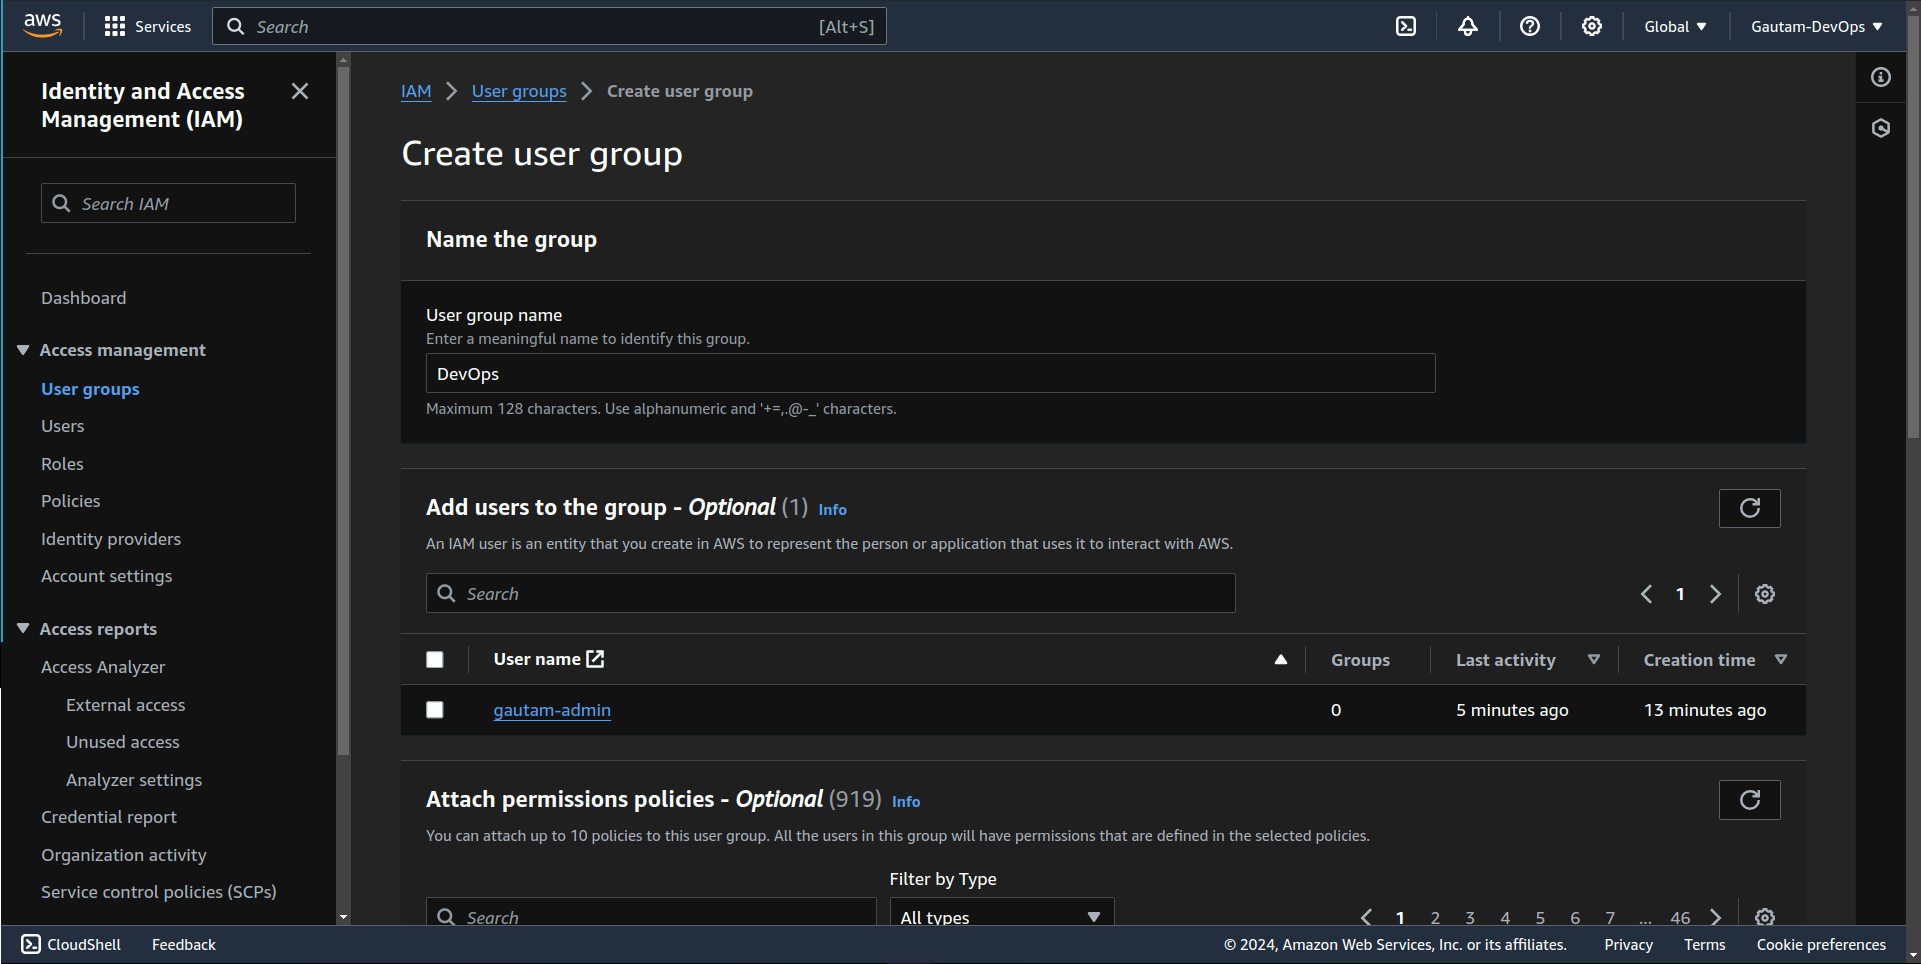 aws
Services
Search
[Alt+S]
Global
Gautam-DevOps
Identity and Access
Management (IAM)
Search IAM
Dashboard
Access management
User groups
Users
Roles
Policies
Identity providers
Account settings
Access reports
Access Analyzer
External access
Unused access
Analyzer settings
Credential report
Organization activity
Service control policies (SCPs)
IAM > User groups > Create user group
Create user group
Name the group
User group name
Enter a meaningful name to identify this group.
DevOps
Maximum 128 characters. Use alphanumeric and '+=,.@-_' characters.
Add users to the group - Optional (1) Info
An IAM user is an entity that you create in AWS to represent the person or application that uses it to interact with AWS.
Search
1
User name Groups Last activity Creation time
gautam-admin 0 5 minutes ago 13 minutes ago
Attach permissions policies - Optional (919) Info
You can attach up to 10 policies to this user group. All the users in this group will have permissions that are defined in the selected policies.
Filter by Type
Search
All types
1 2 3 4 5 6 7 ... 46
CloudShell Feedback
© 2024, Amazon Web Services, Inc. or its affiliates. Privacy Terms Cookie preferences